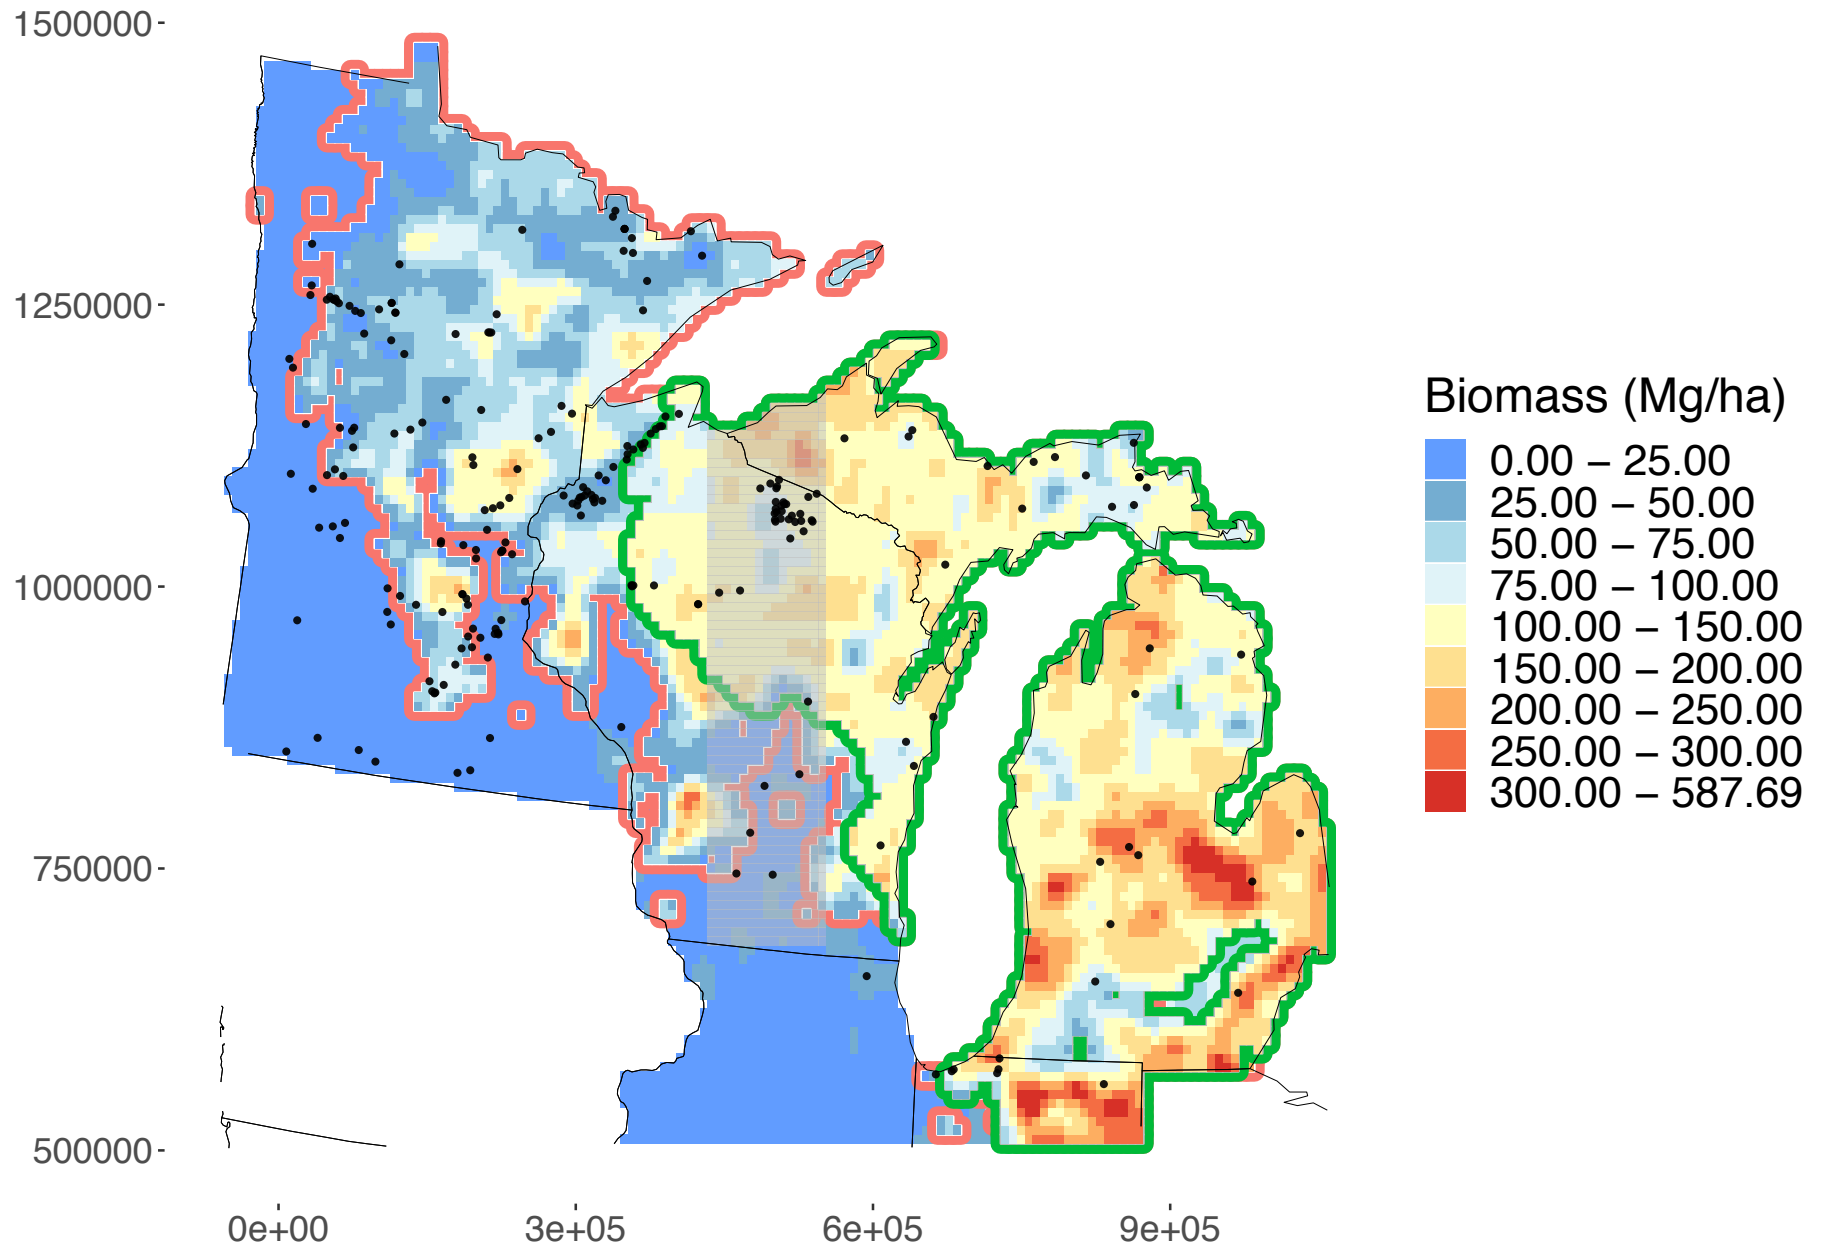 1500000
1250000
1000000
750000
500000
0e+00
3e+05
6e+05
9e+05
Biomass (Mg/ha)
0.00 − 25.00
25.00 − 50.00
50.00 − 75.00
75.00 − 100.00
100.00 − 150.00
150.00 − 200.00
200.00 − 250.00
250.00 − 300.00
300.00 − 587.69